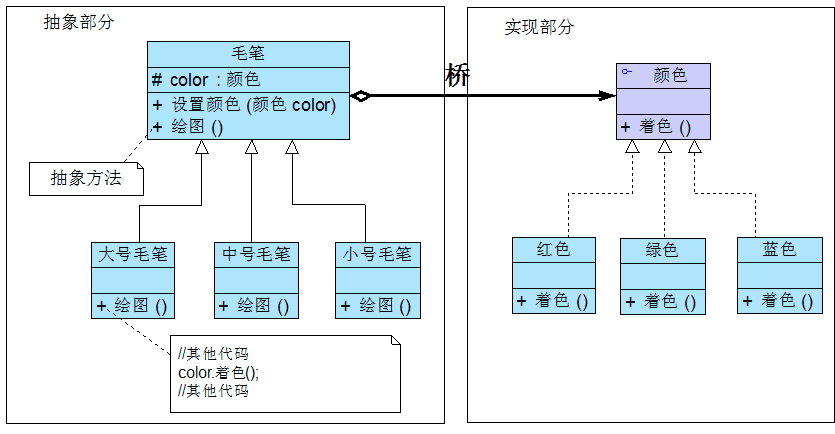 抽象部分
毛笔
# color : 颜色
+ 设置颜色 (颜色 color)
+ 绘图 ()
抽象方法
大号毛笔
+ 绘图 ()
中号毛笔
+ 绘图 ()
小号毛笔
+ 绘图 ()
//其他代码
color.着色();
//其他代码
桥
实现部分
颜色
+ 着色 ()
红色
+ 着色 ()
绿色
+ 着色 ()
蓝色
+ 着色 ()